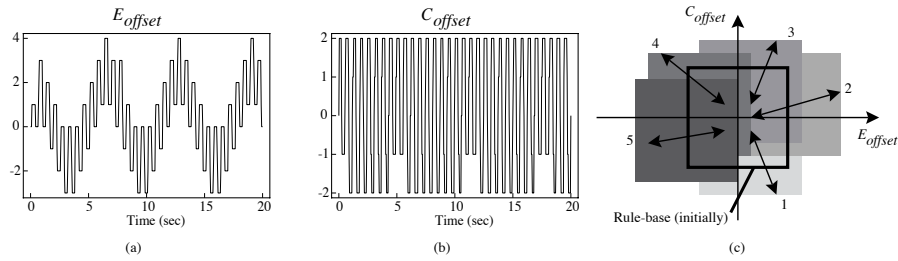 E_offset
4
2
0
-2
0
5
10
15
20
Time (sec)
(a)
C_offset
2
1
0
-1
-2
0
5
10
15
20
Time (sec)
(b)
C_offset
3
4
2
E_offset
5
1
Rule-base (initially)
(c)